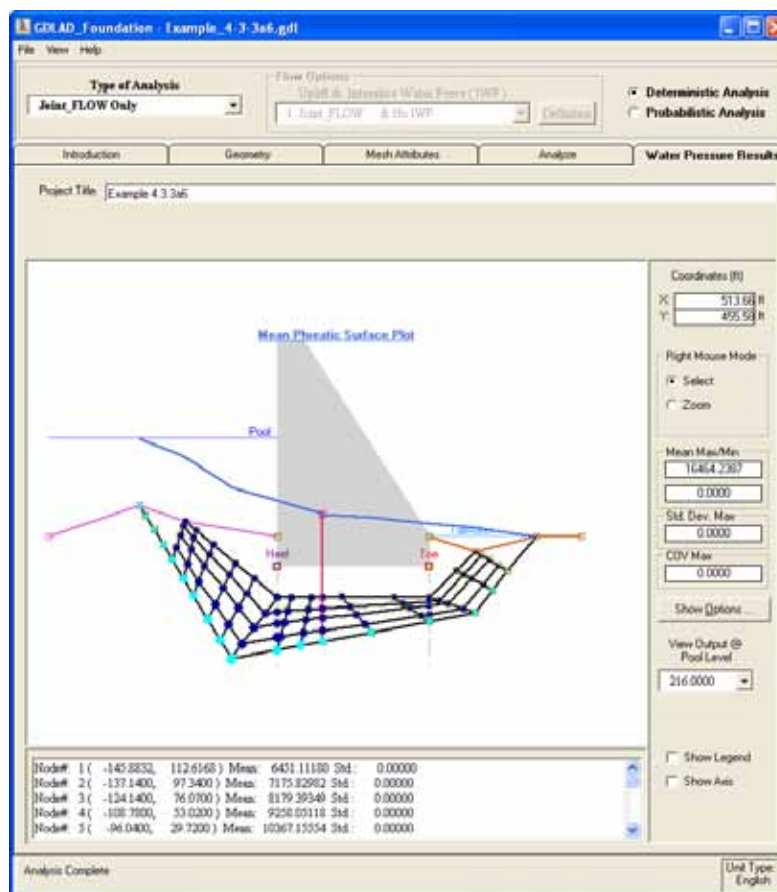 GDLAD_Foundation - Example_4-3-3a6.gdl
File View Help
Type of Analysis
Joint_FLOW Only
Flow Options
Uplift & Intensive Water Force (IWF)
1 Joint_FLOW & No IWF
Definition
Deterministic Analysis
Probabilistic Analysis
Introduction
Geometry
Mesh Attributes
Analyze
Water Pressure Results
Project Title: Example 4.3.3a6
Coordinates (ft)
X: 513.66 ft
Y: 455.58 ft
Right Mouse Mode
Select
Zoom
Mean Max/Min
16464.2387
0.0000
Std. Dev. Max
0.0000
COV Max
0.0000
Show Options ...
View Output @
Pool Level
216.0000
Show Legend
Show Axis
Mean Phreatic Surface Plot
Pool
Heel
Toe
Node#: 1 ( -145.8832, 112.6168 ) Mean: 6451.11180 Std.: 0.00000
Node#: 2 ( -137.1400, 97.3400 ) Mean: 7175.82982 Std.: 0.00000
Node#: 3 ( -124.1400, 76.0700 ) Mean: 8179.39349 Std.: 0.00000
Node#: 4 ( -108.7800, 53.0200 ) Mean: 9258.05118 Std.: 0.00000
Node#: 5 ( -96.0400, 29.7200 ) Mean: 10367.15554 Std.: 0.00000
Analysis Complete
Unit Type:
English